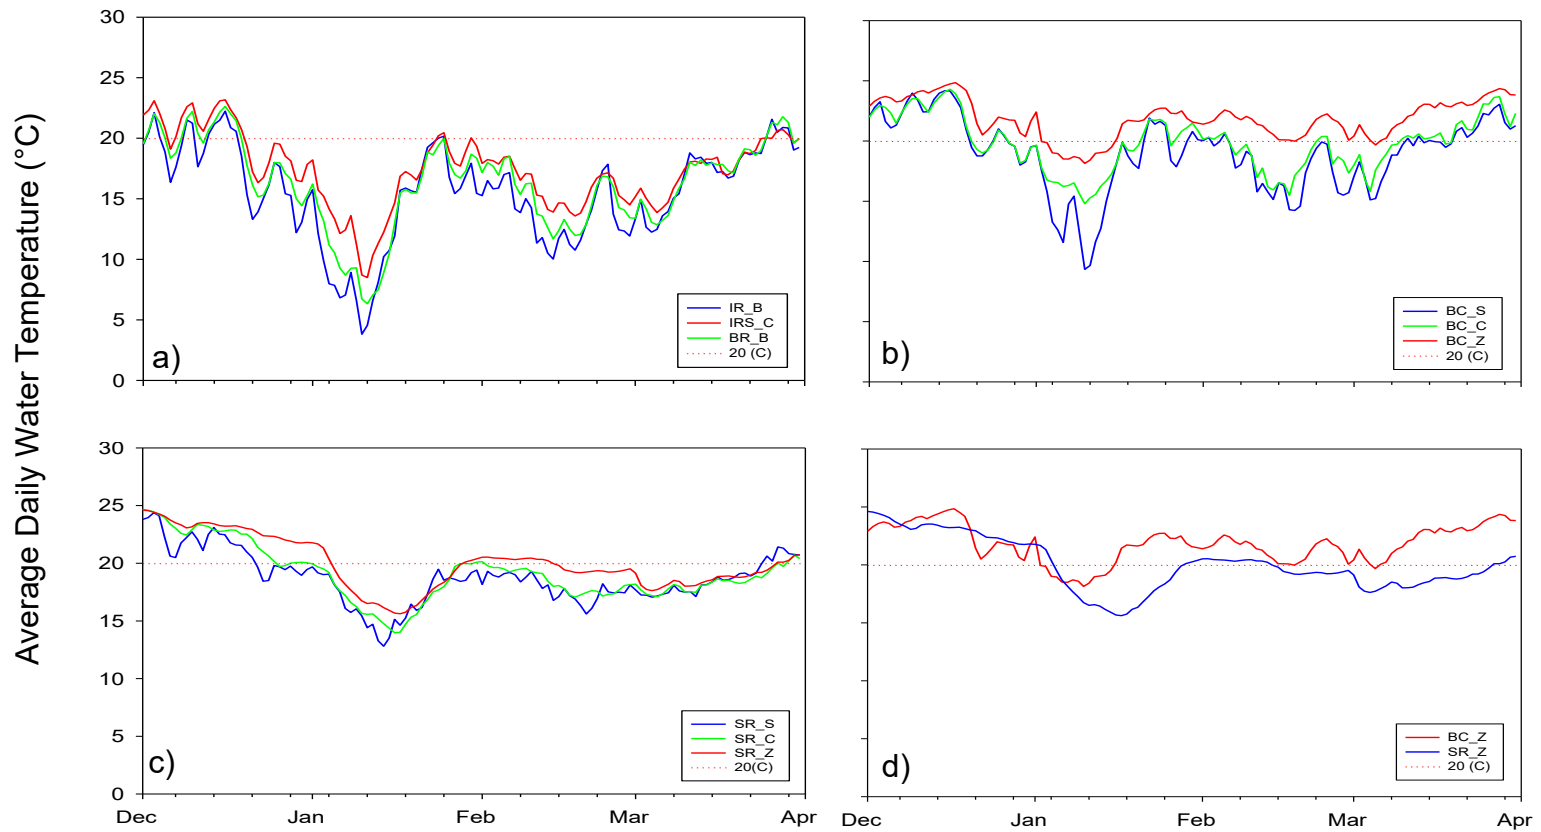 Average Daily Water Temperature (°C)
30
25
20
15
10
5
0
IR_B
IRS_C
BR_B
20 (C)
a)
BC_S
BC_C
BC_Z
20 (C)
b)
30
25
20
15
10
5
0
SR_S
SR_C
SR_Z
20(C)
c)
Dec Jan Feb Mar Apr
BC_Z
SR_Z
20 (C)
d)
Dec Jan Feb Mar Apr